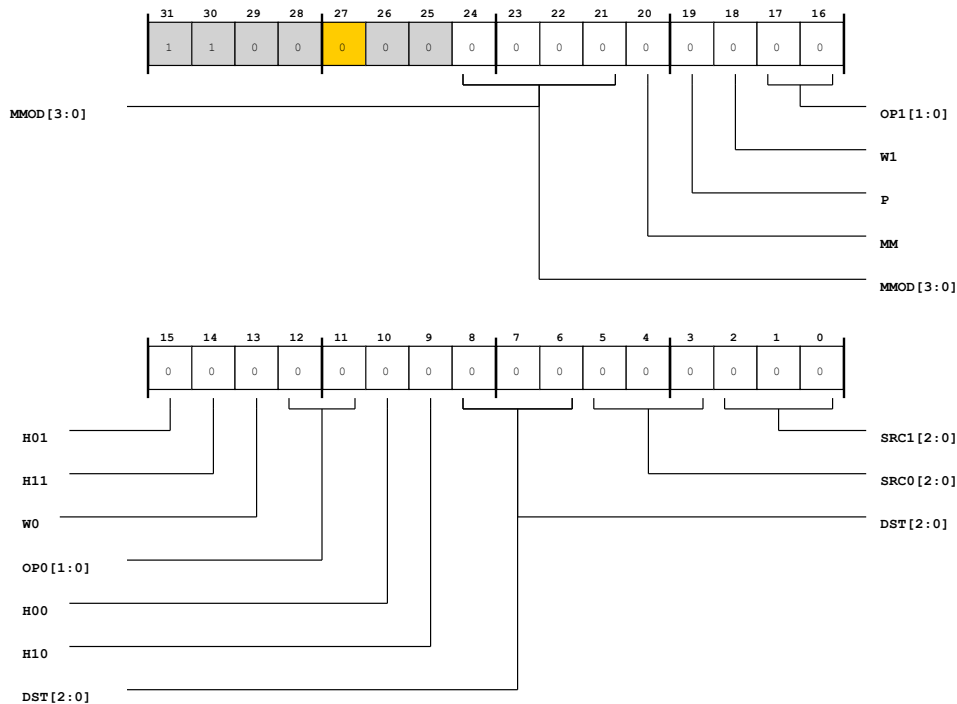 31 30 29 28 27 26 25 24 23 22 21 20 19 18 17 16
1 1 0 0 0 0 0 0 0 0 0 0 0 0 0 0
MMOD[3:0]
OP1[1:0]
W1
P
MM
MMOD[3:0]
15 14 13 12 11 10 9 8 7 6 5 4 3 2 1 0
0 0 0 0 0 0 0 0 0 0 0 0 0 0 0 0
H01
SRC1[2:0]
H11
SRC0[2:0]
W0
DST[2:0]
OP0[1:0]
H00
H10
DST[2:0]